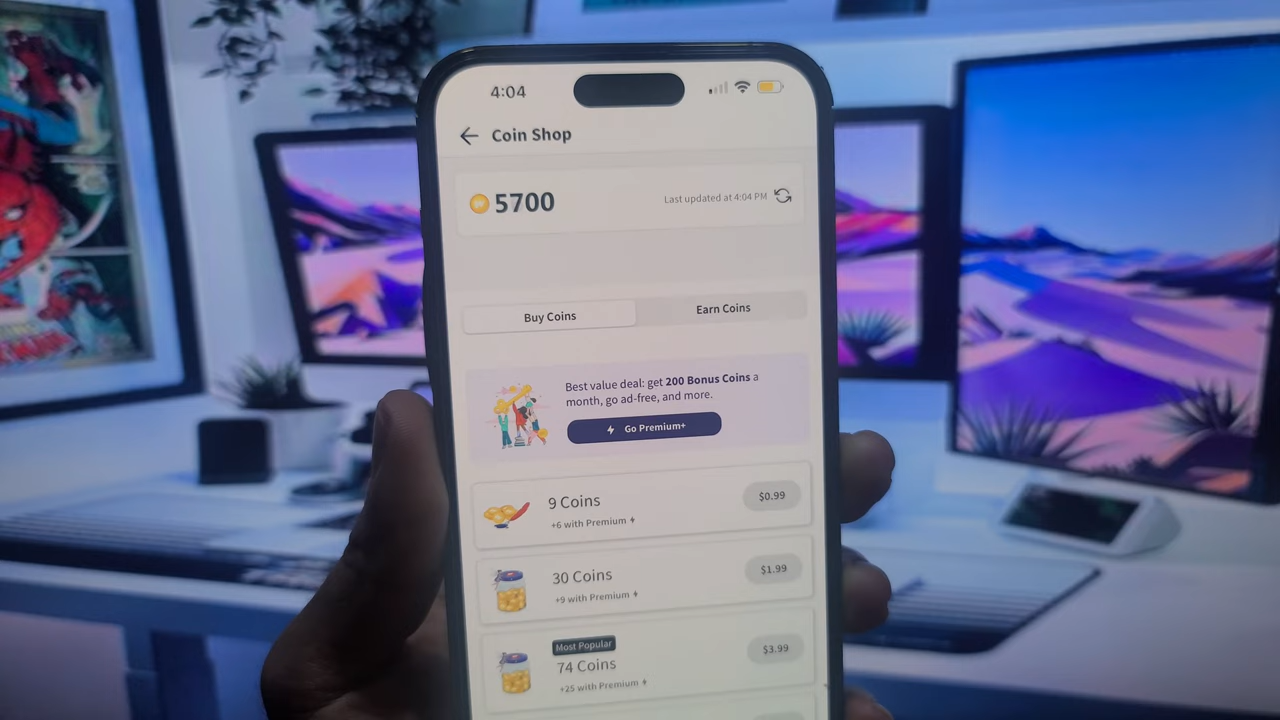 4:04
Coin Shop
5700
Last updated at 4:04 PM
Buy Coins
Earn Coins
Best value deal: get 200 Bonus Coins a
month, go ad-free, and more.
Go Premium+
9 Coins
+6 with Premium
$0.99
30 Coins
+9 with Premium
$1.99
Most Popular
74 Coins
+25 with Premium
$3.99